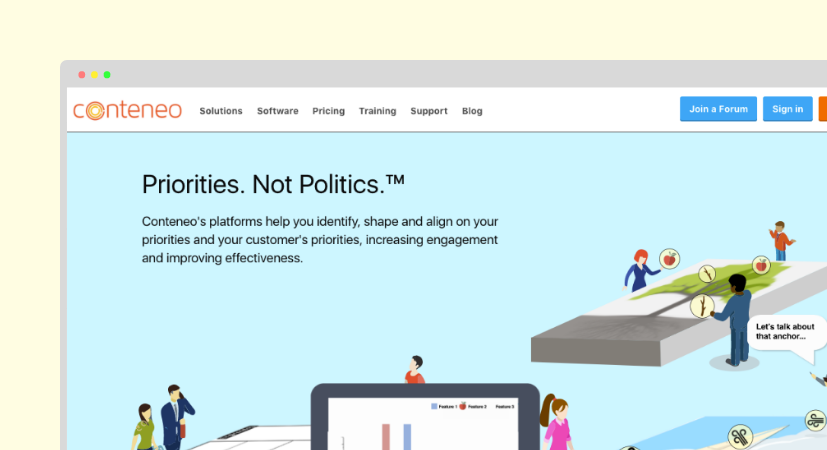 conteneo
Solutions Software Pricing Training Support Blog
Join a Forum Sign in
Priorities. Not Politics.™
Conteneo's platforms help you identify, shape and align on your
priorities and your customer's priorities, increasing engagement
and improving effectiveness.
Let's talk about
that anchor...
Feature 1 Feature 2 Feature 3